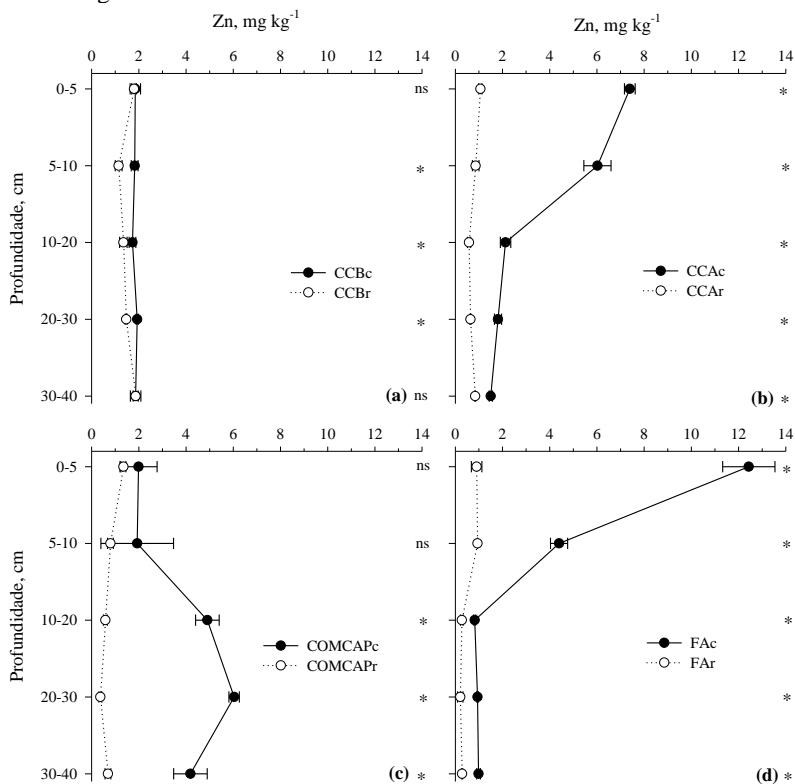 Zn, mg kg-1 Zn, mg kg-1
0 2 4 6 8 10 12 14 0 2 4 6 8 10 12 14
0-5 ns *
5-10 * *
10-20 * *
CCBc CCAc
CCBr CCAr
20-30 * *
30-40 (a) ns (b) *
Profundidade, cm
0 2 4 6 8 10 12 14 0 2 4 6 8 10 12 14
0-5 ns *
5-10 ns *
10-20 * *
COMCAPc FAc
COMCAPr FAr
20-30 * *
30-40 (c) * (d) *
Profundidade, cm